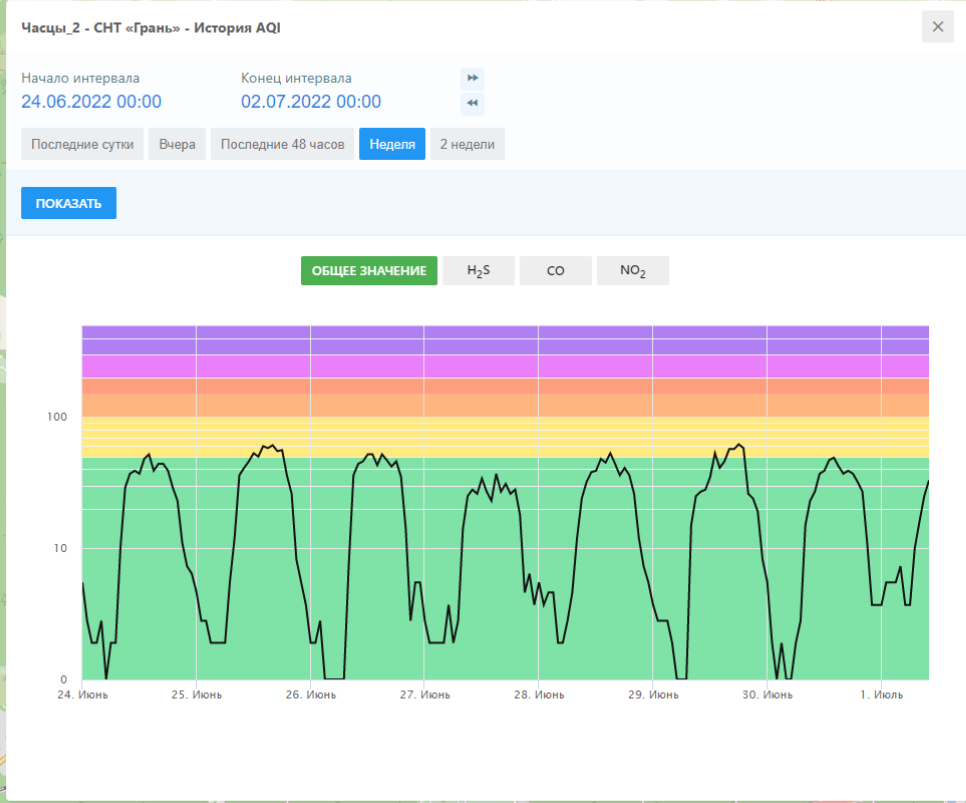 Часцы_2 - СНТ «Грань» - История AQI
Начало интервала Конец интервала
24.06.2022 00:00 02.07.2022 00:00
Последние сутки Вчера Последние 48 часов Неделя 2 недели
ПОКАЗАТЬ
ОБЩЕЕ ЗНАЧЕНИЕ H₂S CO NO₂
100
10
0
24. Июнь 25. Июнь 26. Июнь 27. Июнь 28. Июнь 29. Июнь 30. Июнь 1. Июль